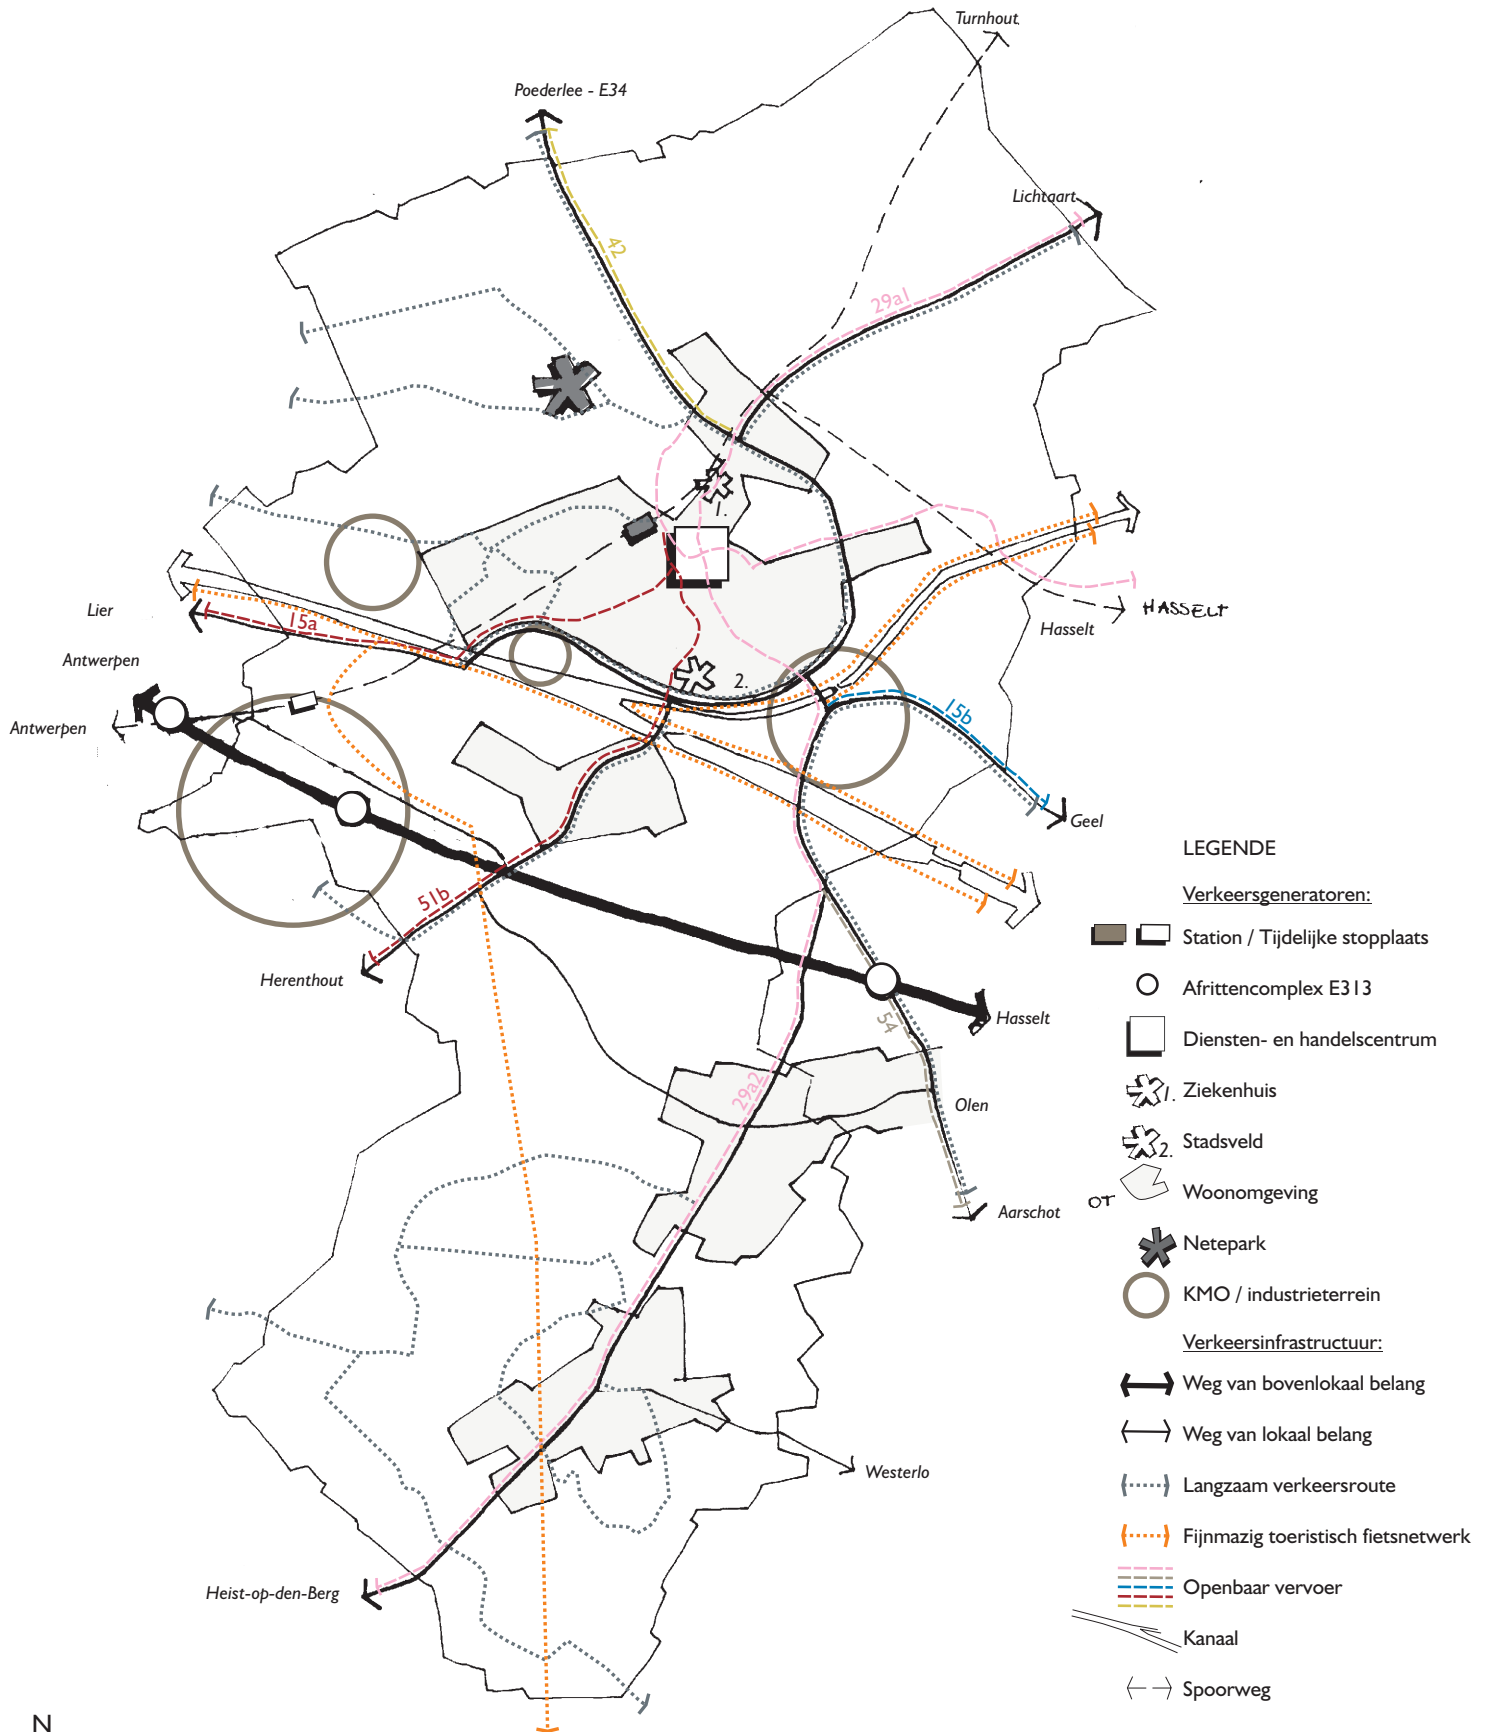 Turnhout
Poederlee - E34
Lichtaart
42
29a1
1.
HASSELT
Lier
15a
Hasselt
Antwerpen
2.
15b
Antwerpen
Geel
51b
Herenthout
Hasselt
54
29a2
Olen
Aarschot
Westerlo
Heist-op-den-Berg
N
LEGENDE
Verkeersgeneratoren:
Station / Tijdelijke stopplaats
Afrittencomplex E313
Diensten- en handelscentrum
1. Ziekenhuis
2. Stadsveld
OT Woonomgeving
Netepark
KMO / industrieterrein
Verkeersinfrastructuur:
Weg van bovenlokaal belang
Weg van lokaal belang
Langzaam verkeersroute
Fijnmazig toeristisch fietsnetwerk
Openbaar vervoer
Kanaal
Spoorweg